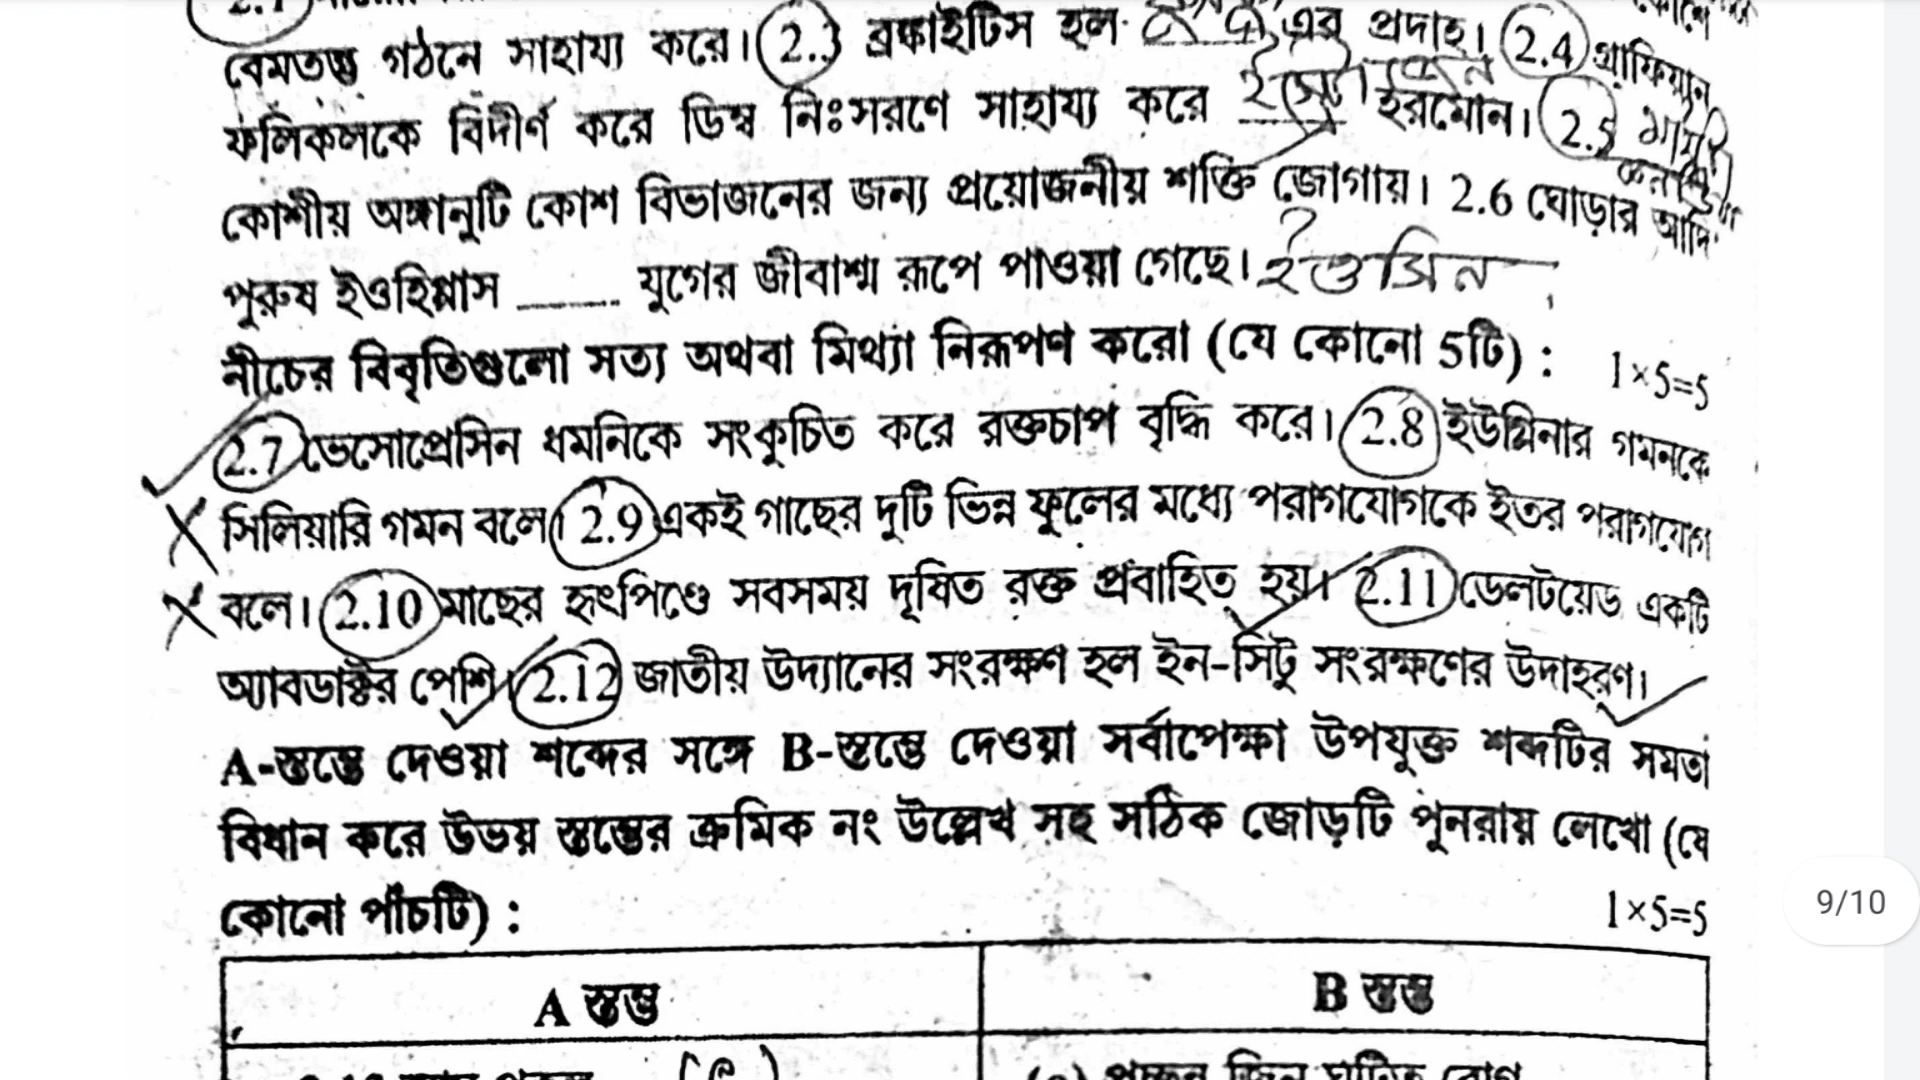 বেমতন্তু গঠনে সাহায্য করে। 2.3 ব্রঙ্কাইটিস হল এর প্রদাহ। 2.4 গ্রাফিয়ান
ফলিকলকে বিদীর্ণ করে ডিম্ব নিঃসরণে সাহায্য করে হরমোন। 2.5
কোশীয় অঙ্গানুটি কোশ বিভাজনের জন্য প্রয়োজনীয় শক্তি জোগায়। 2.6 ঘোড়ার আদি
পুরুষ ইওহিপ্পাস ____ যুগের জীবাশ্ম রূপে পাওয়া গেছে। ইওসিন
নীচের বিবৃতিগুলো সত্য অথবা মিথ্যা নিরূপণ করো (যে কোনো 5টি) : 1×5=5
2.7 ভেসোপ্রেসিন ধমনিকে সংকুচিত করে রক্তচাপ বৃদ্ধি করে। 2.8 ইউগ্লিনার গমনকে
সিলিয়ারি গমন বলে। 2.9 একই গাছের দুটি ভিন্ন ফুলের মধ্যে পরাগযোগকে ইতর পরাগযোগ
বলে। 2.10 মাছের হৃৎপিণ্ডে সবসময় দূষিত রক্ত প্রবাহিত হয়। 2.11 ডেলটয়েড একটি
অ্যাবডাক্টর পেশি। 2.12 জাতীয় উদ্যানের সংরক্ষণ হল ইন-সিটু সংরক্ষণের উদাহরণ।
A-স্তম্ভে দেওয়া শব্দের সঙ্গে B-স্তম্ভে দেওয়া সর্বাপেক্ষা উপযুক্ত শব্দটির সমতা
বিধান করে উভয় স্তম্ভের ক্রমিক নং উল্লেখ সহ সঠিক জোড়টি পুনরায় লেখো (যে
কোনো পাঁচটি) : 1×5=5
9/10
A স্তম্ভ B স্তম্ভ